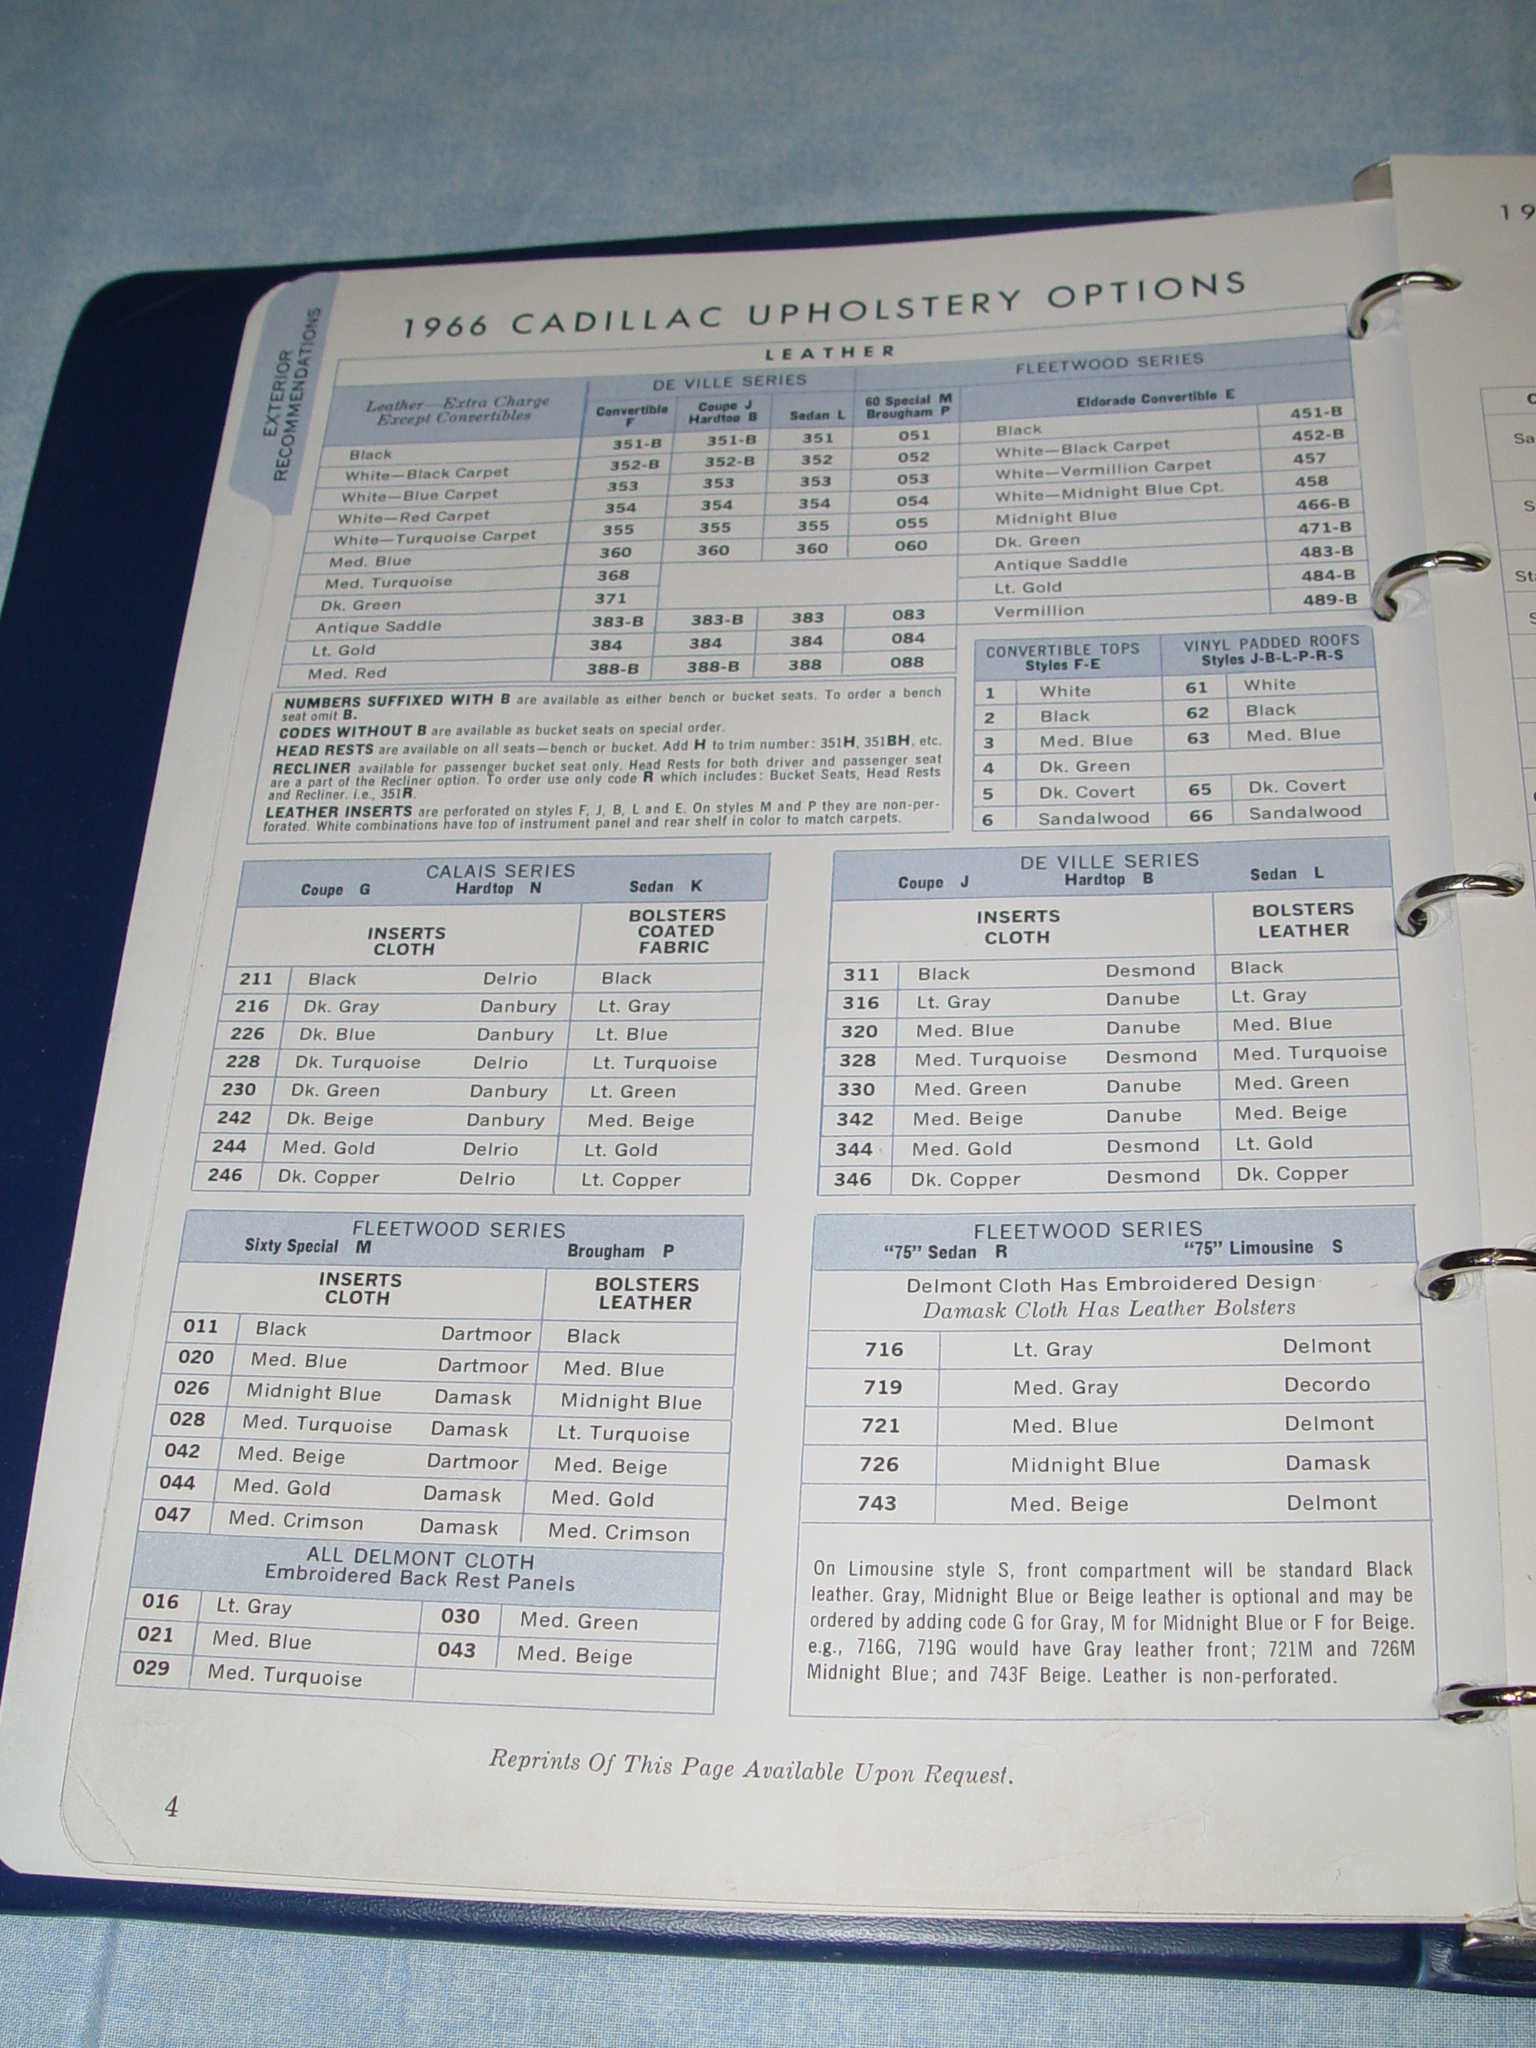 EXTERIOR
RECOMMENDATIONS
1966 CADILLAC UPHOLSTERY OPTIONS
LEATHER
Leather—Extra Charge
Except Convertibles
DE VILLE SERIES
FLEETWOOD SERIES
Convertible
F
Coupe J
Hardtop B
Sedan L
60 Special M
Brougham P
Eldorado Convertible E
Black 351-B 351-B 351 051
White—Black Carpet 352-B 352-B 352 052
White—Blue Carpet 353 353 353 053
White—Red Carpet 354 354 354 054
White—Turquoise Carpet 355 355 355 055
Med. Blue 360 360 360 060
Med. Turquoise 368
Dk. Green 371
Antique Saddle 383-B 383-B 383 083
Lt. Gold 384 384 384 084
Med. Red 388-B 388-B 388 088
Black 451-B
White—Black Carpet 452-B
White—Vermillion Carpet 457
White—Midnight Blue Cpt. 458
Midnight Blue 466-B
Dk. Green 471-B
Antique Saddle 483-B
Lt. Gold 484-B
Vermillion 489-B
NUMBERS SUFFIXED WITH B are available as either bench or bucket seats. To order a bench
seat omit B.
CODES WITHOUT B are available as bucket seats on special order.
HEAD RESTS are available on all seats—bench or bucket. Add H to trim number: 351H, 351BH, etc.
RECLINER available for passenger bucket seat only. Head Rests for both driver and passenger seat
are a part of the Recliner option. To order use only code R which includes: Bucket Seats, Head Rests
and Recliner. i.e., 351R.
LEATHER INSERTS are perforated on styles F, J, B, L and E. On styles M and P they are non-per-
forated. White combinations have top of instrument panel and rear shelf in color to match carpets.
CONVERTIBLE TOPS
Styles F-E
VINYL PADDED ROOFS
Styles J-B-L-P-R-S
1 White 61 White
2 Black 62 Black
3 Med. Blue 63 Med. Blue
4 Dk. Green
5 Dk. Covert 65 Dk. Covert
6 Sandalwood 66 Sandalwood
CALAIS SERIES
Coupe G Hardtop N Sedan K
INSERTS
CLOTH
BOLSTERS
COATED
FABRIC
211 Black Delrio Black
216 Dk. Gray Danbury Lt. Gray
226 Dk. Blue Danbury Lt. Blue
228 Dk. Turquoise Delrio Lt. Turquoise
230 Dk. Green Danbury Lt. Green
242 Dk. Beige Danbury Med. Beige
244 Med. Gold Delrio Lt. Gold
246 Dk. Copper Delrio Lt. Copper
DE VILLE SERIES
Coupe J Hardtop B Sedan L
INSERTS
CLOTH
BOLSTERS
LEATHER
311 Black Desmond Black
316 Lt. Gray Danube Lt. Gray
320 Med. Blue Danube Med. Blue
328 Med. Turquoise Desmond Med. Turquoise
330 Med. Green Danube Med. Green
342 Med. Beige Danube Med. Beige
344 Med. Gold Desmond Lt. Gold
346 Dk. Copper Desmond Dk. Copper
FLEETWOOD SERIES
Sixty Special M Brougham P
INSERTS
CLOTH
BOLSTERS
LEATHER
011 Black Dartmoor Black
020 Med. Blue Dartmoor Med. Blue
026 Midnight Blue Damask Midnight Blue
028 Med. Turquoise Damask Lt. Turquoise
042 Med. Beige Dartmoor Med. Beige
044 Med. Gold Damask Med. Gold
047 Med. Crimson Damask Med. Crimson
ALL DELMONT CLOTH
Embroidered Back Rest Panels
016 Lt. Gray 030 Med. Green
021 Med. Blue 043 Med. Beige
029 Med. Turquoise
FLEETWOOD SERIES
"75" Sedan R "75" Limousine S
Delmont Cloth Has Embroidered Design
Damask Cloth Has Leather Bolsters
716 Lt. Gray Delmont
719 Med. Gray Decordo
721 Med. Blue Delmont
726 Midnight Blue Damask
743 Med. Beige Delmont
On Limousine style S, front compartment will be standard Black
leather. Gray, Midnight Blue or Beige leather is optional and may be
ordered by adding code G for Gray, M for Midnight Blue or F for Beige.
e.g., 716G, 719G would have Gray leather front; 721M and 726M
Midnight Blue; and 743F Beige. Leather is non-perforated.
Reprints Of This Page Available Upon Request.
4